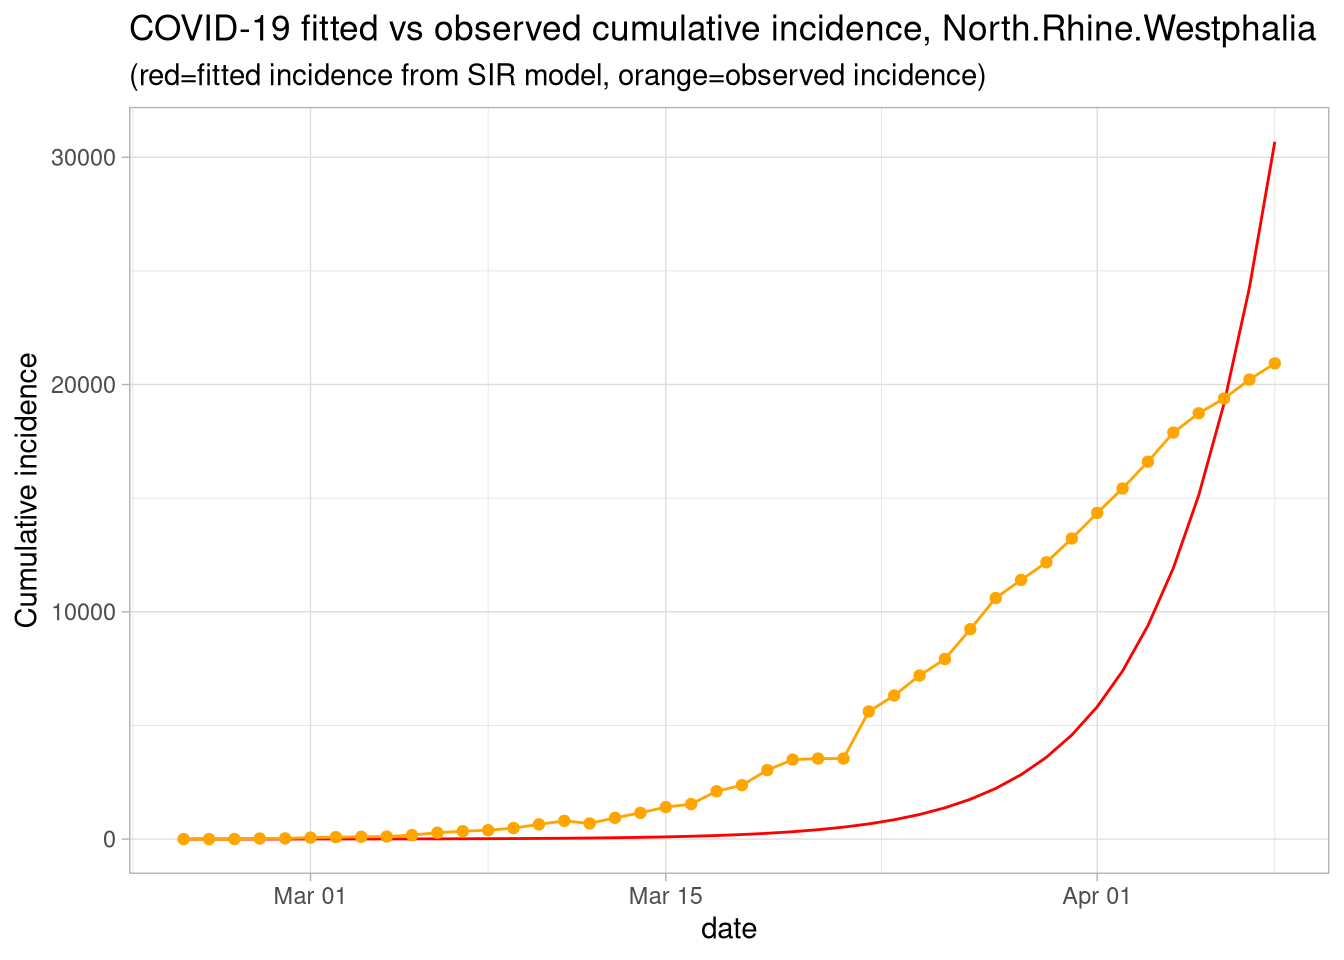 COVID-19 fitted vs observed cumulative incidence, North.Rhine.Westphalia
(red=fitted incidence from SIR model, orange=observed incidence)
Cumulative incidence
30000
20000
10000
0
Mar 01
Mar 15
Apr 01
date